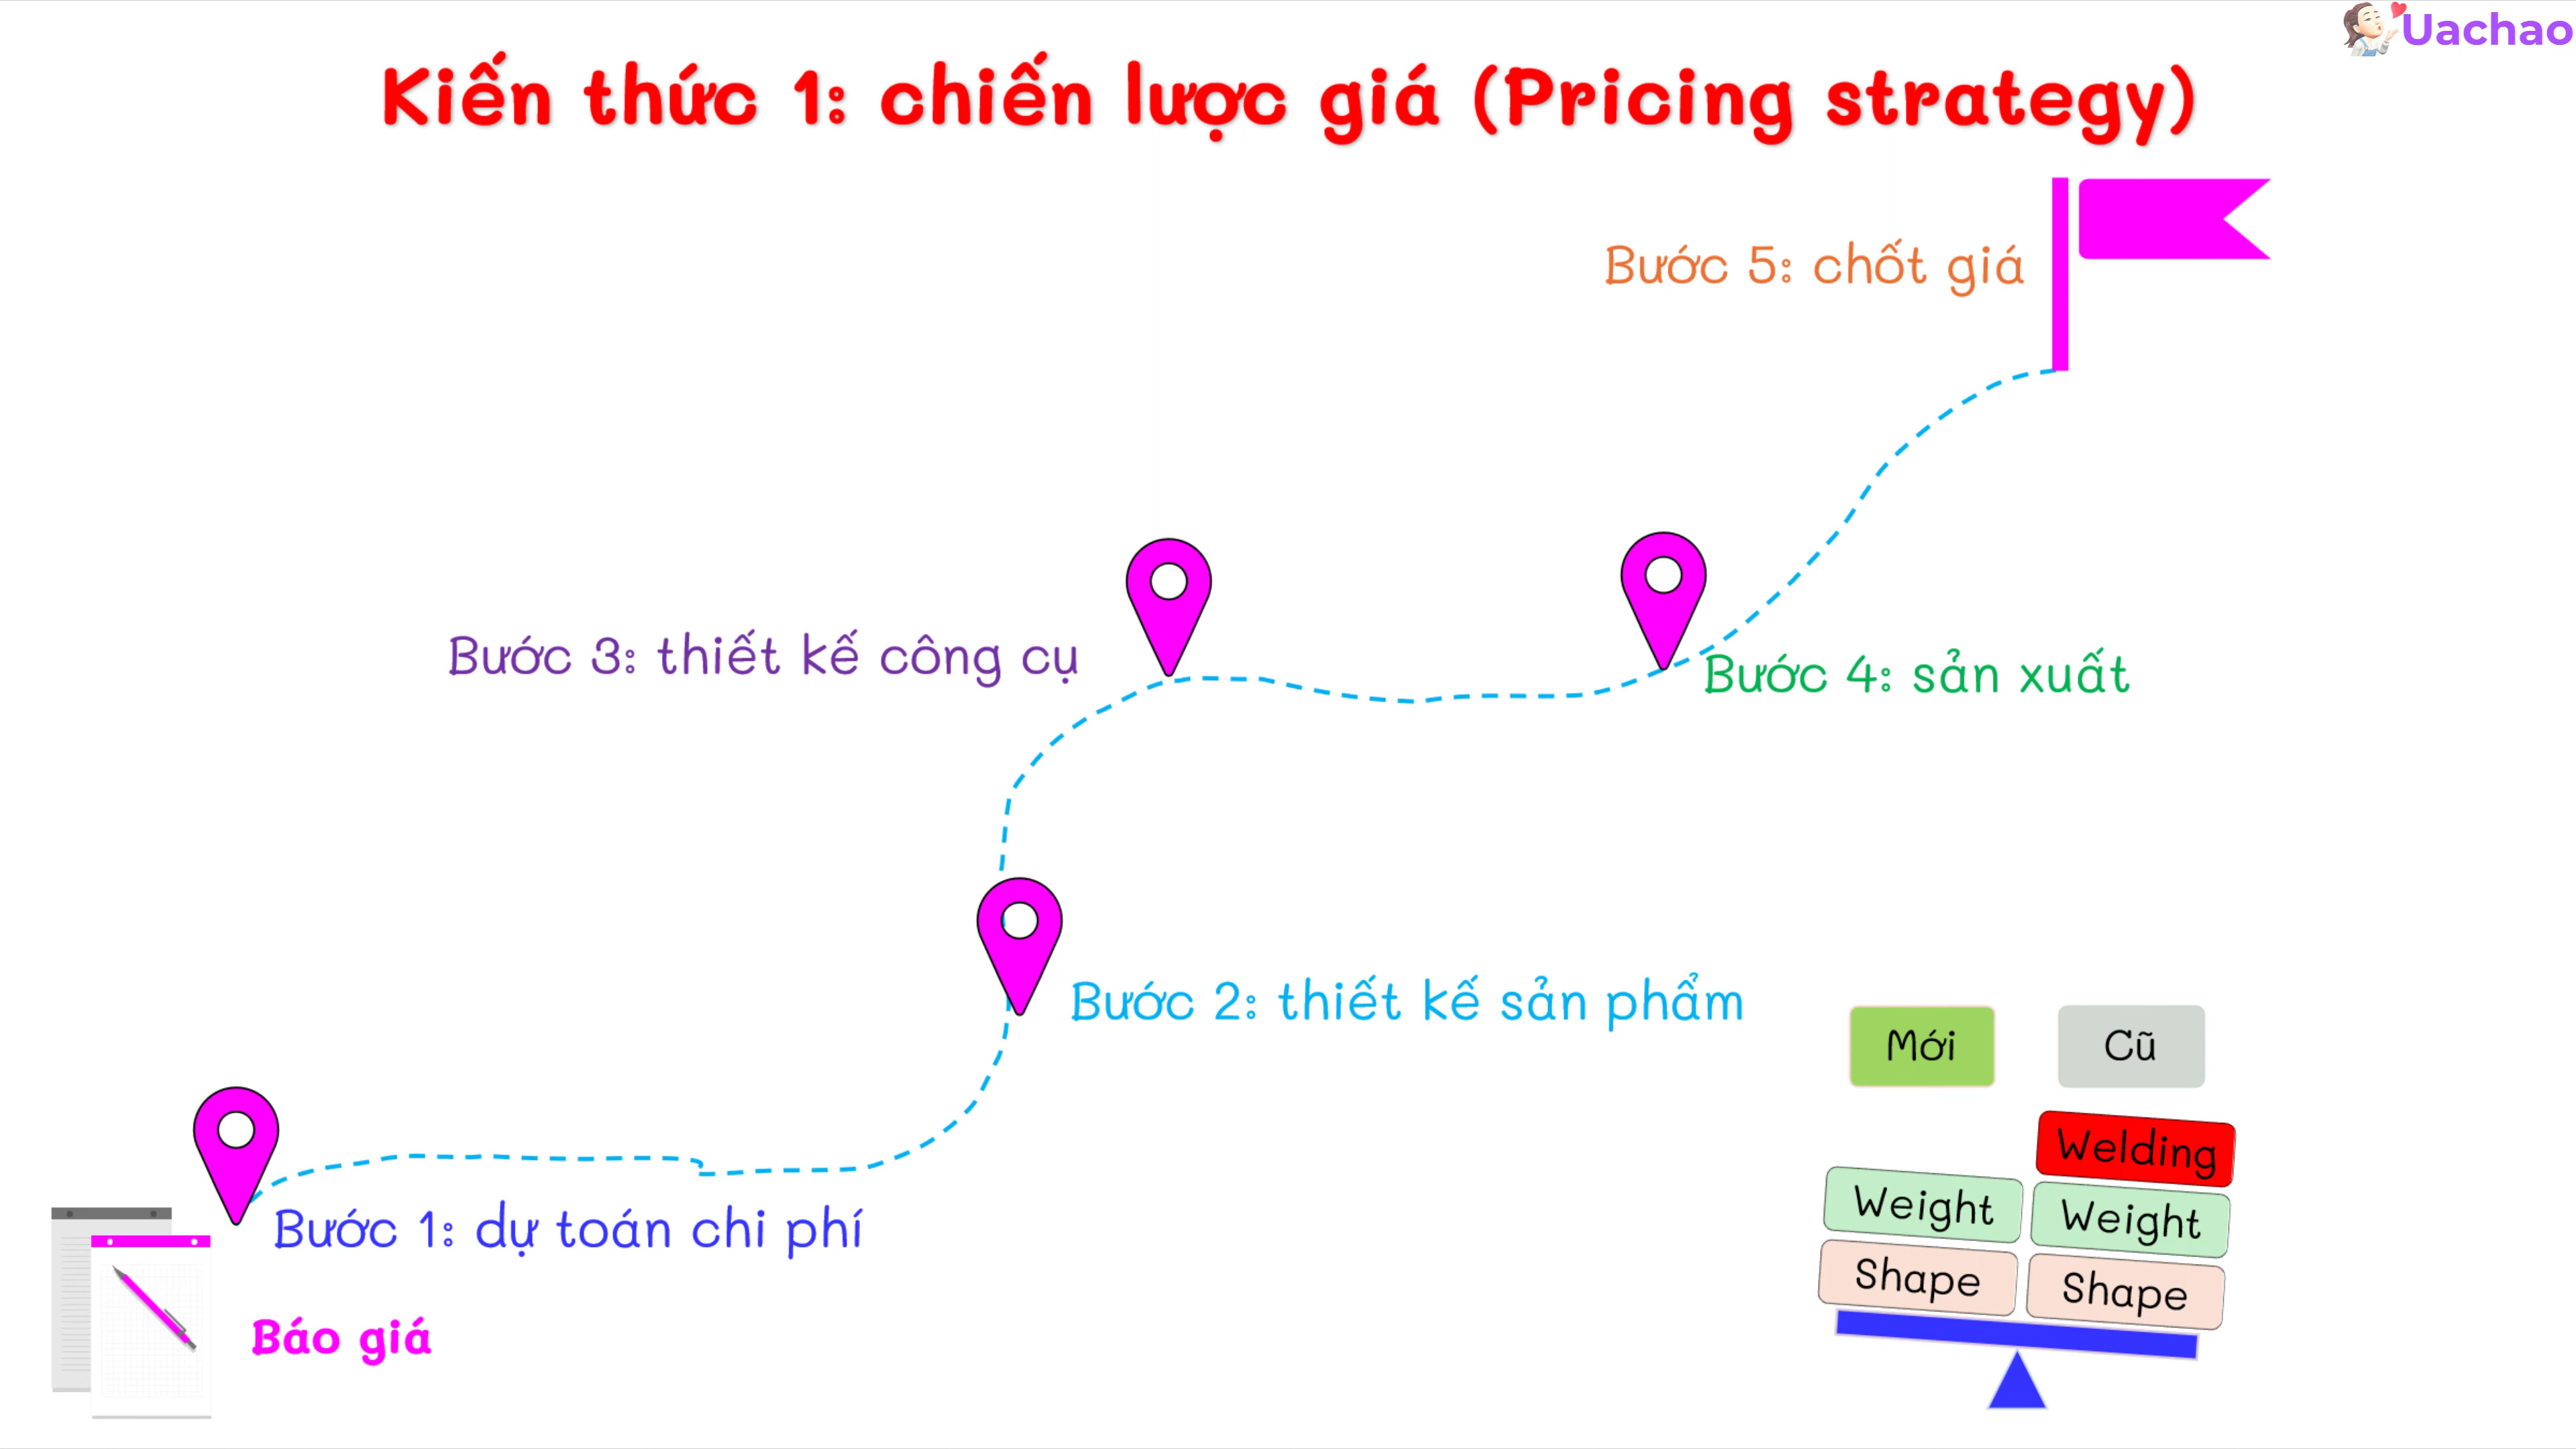 Uachao
Kiến thức 1: chiến lược giá (Pricing strategy)
Bước 5: chốt giá
Bước 3: thiết kế công cụ
Bước 4: sản xuất
Bước 2: thiết kế sản phẩm
Mới
Cũ
Welding
Weight
Weight
Shape
Shape
Bước 1: dự toán chi phí
Báo giá